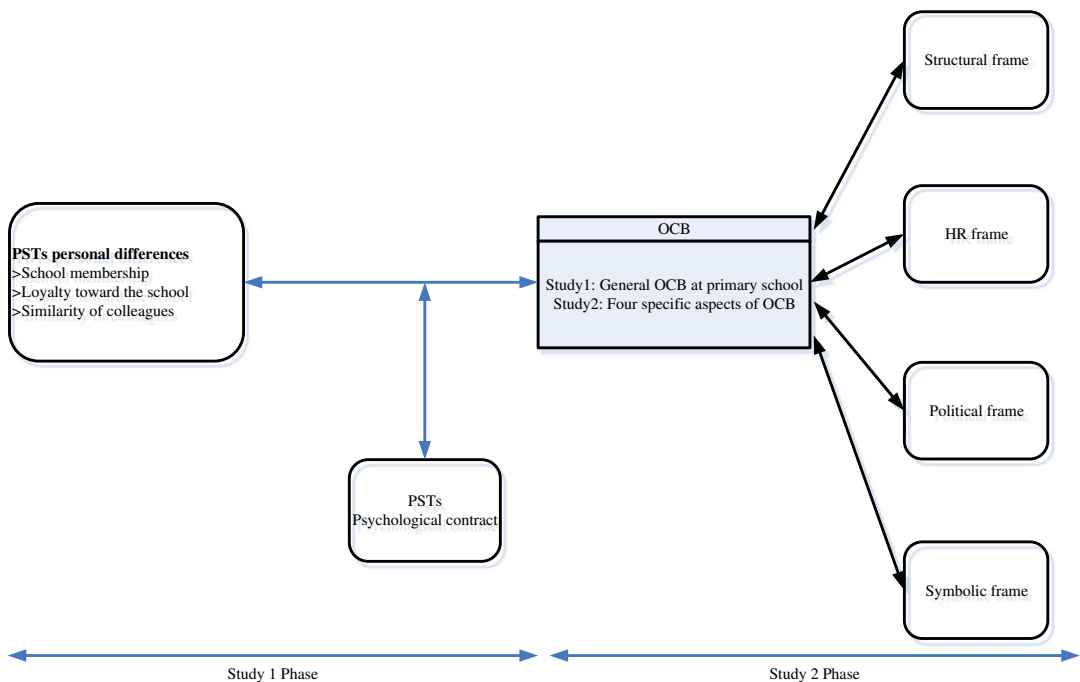 Structural frame
PSTs personal differences
>School membership
>Loyalty toward the school
>Similarity of colleagues
OCB
Study1: General OCB at primary school
Study2: Four specific aspects of OCB
HR frame
Political frame
PSTs
Psychological contract
Symbolic frame
Study 1 Phase
Study 2 Phase